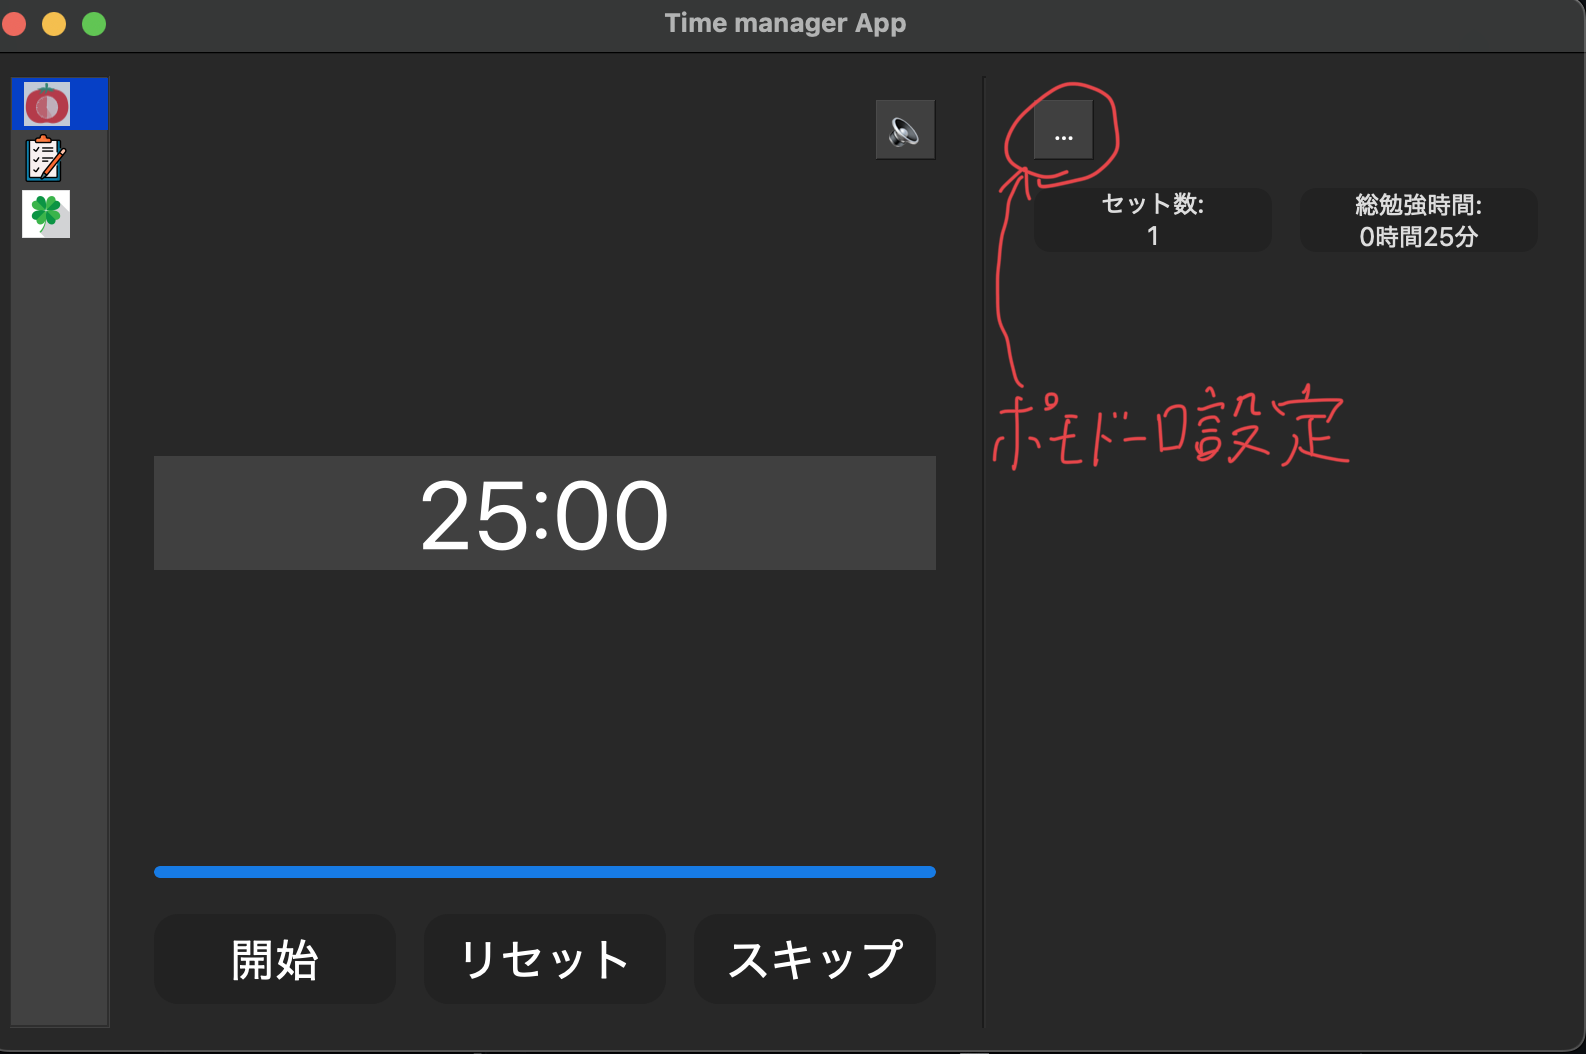 Time manager App
...
セット数:
1
総勉強時間:
0時間25分
ポモドーロ設定
25:00
開始
リセット
スキップ